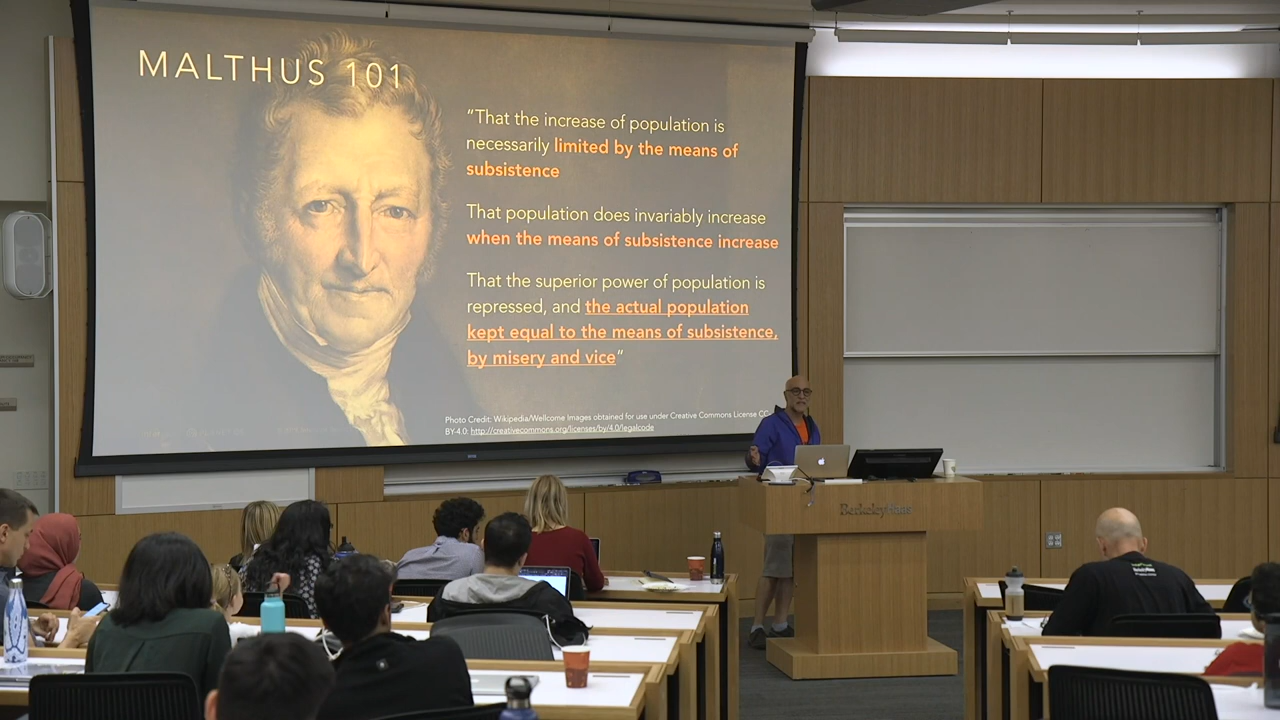 MALTHUS 101
“That the increase of population is
necessarily limited by the means of
subsistence
That population does invariably increase
when the means of subsistence increase
That the superior power of population is
repressed, and the actual population
kept equal to the means of subsistence,
by misery and vice“
Photo Credit: Wikipedia/Wellcome Images obtained for use under Creative Commons License CC
BY-4.0: http://creativecommons.org/licenses/by/4.0/legalcode
BerkeleyHaas